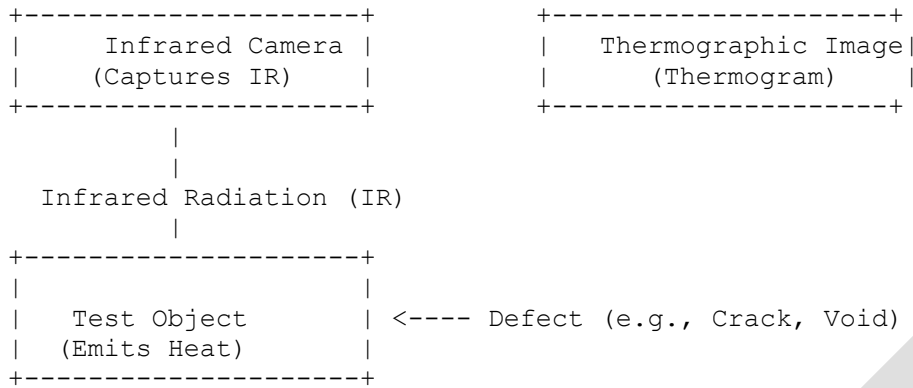 Infrared Camera
Thermographic Image
(Captures IR)
(Thermogram)
Infrared Radiation (IR)
Test Object
<---- Defect (e.g., Crack, Void)
(Emits Heat)